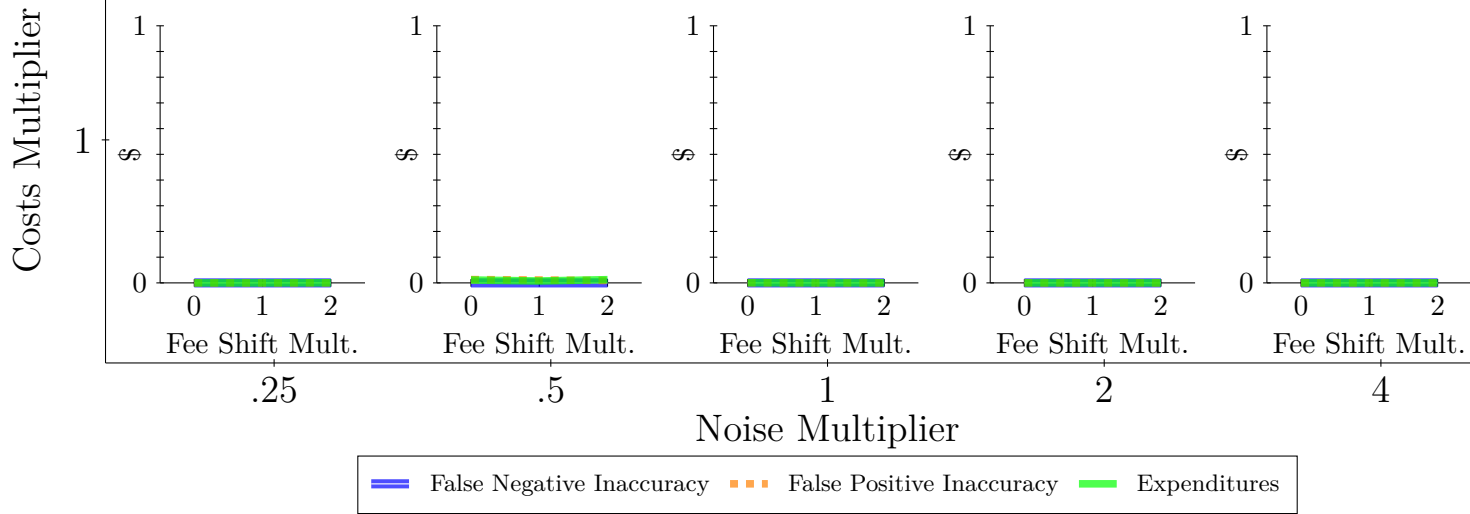 Costs Multiplier
1
1 1 1 1 1
$ $ $ $ $
0 0 0 0 0
0 1 2 0 1 2 0 1 2 0 1 2 0 1 2
Fee Shift Mult. Fee Shift Mult. Fee Shift Mult. Fee Shift Mult. Fee Shift Mult.
.25 .5 1 2 4
Noise Multiplier
False Negative Inaccuracy False Positive Inaccuracy Expenditures